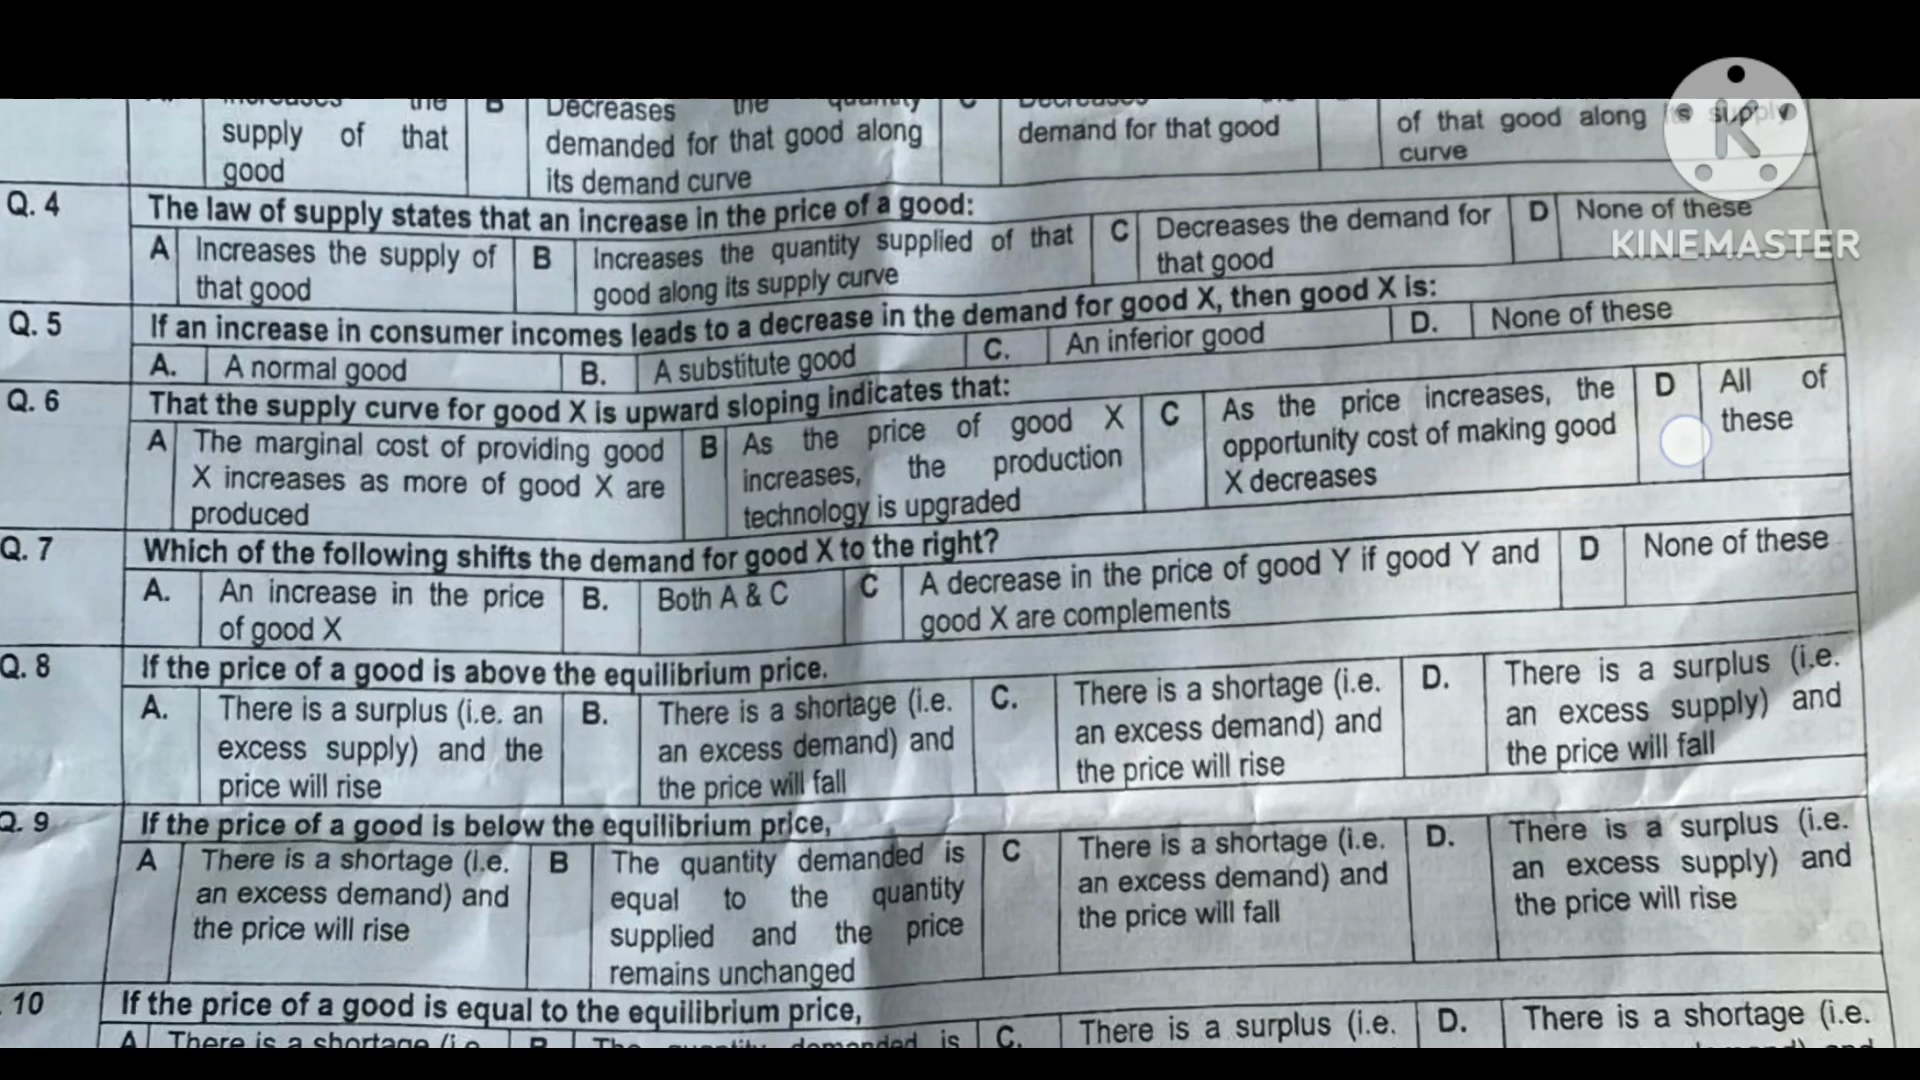 the B Decreases the quantity
supply of that good
demanded for that good along its demand curve
demand for that good
of that good along its supply curve
Q. 4 The law of supply states that an increase in the price of a good:
A Increases the supply of that good
B Increases the quantity supplied of that good along its supply curve
C Decreases the demand for that good
D None of these
KINEMASTER
Q. 5 If an increase in consumer incomes leads to a decrease in the demand for good X, then good X is:
A. A normal good B. A substitute good C. An inferior good D. None of these
Q. 6 That the supply curve for good X is upward sloping indicates that:
A The marginal cost of providing good X increases as more of good X are produced
B As the price of good X increases, the production technology is upgraded
C As the price increases, the opportunity cost of making good X decreases
D All of these
Q. 7 Which of the following shifts the demand for good X to the right?
A. An increase in the price of good X
B. Both A & C
C A decrease in the price of good Y if good Y and good X are complements
D None of these
Q. 8 If the price of a good is above the equilibrium price.
A. There is a surplus (i.e. an excess supply) and the price will rise
B. There is a shortage (i.e. an excess demand) and the price will fall
C. There is a shortage (i.e. an excess demand) and the price will rise
D. There is a surplus (i.e. an excess supply) and the price will fall
Q. 9 If the price of a good is below the equilibrium price,
A There is a shortage (i.e. an excess demand) and the price will rise
B The quantity demanded is equal to the quantity supplied and the price remains unchanged
C There is a shortage (i.e. an excess demand) and the price will fall
D. There is a surplus (i.e. an excess supply) and the price will rise
10 If the price of a good is equal to the equilibrium price,
A There is a shortage (i.e.
B The quantity demanded is
C. There is a surplus (i.e.
D. There is a shortage (i.e.